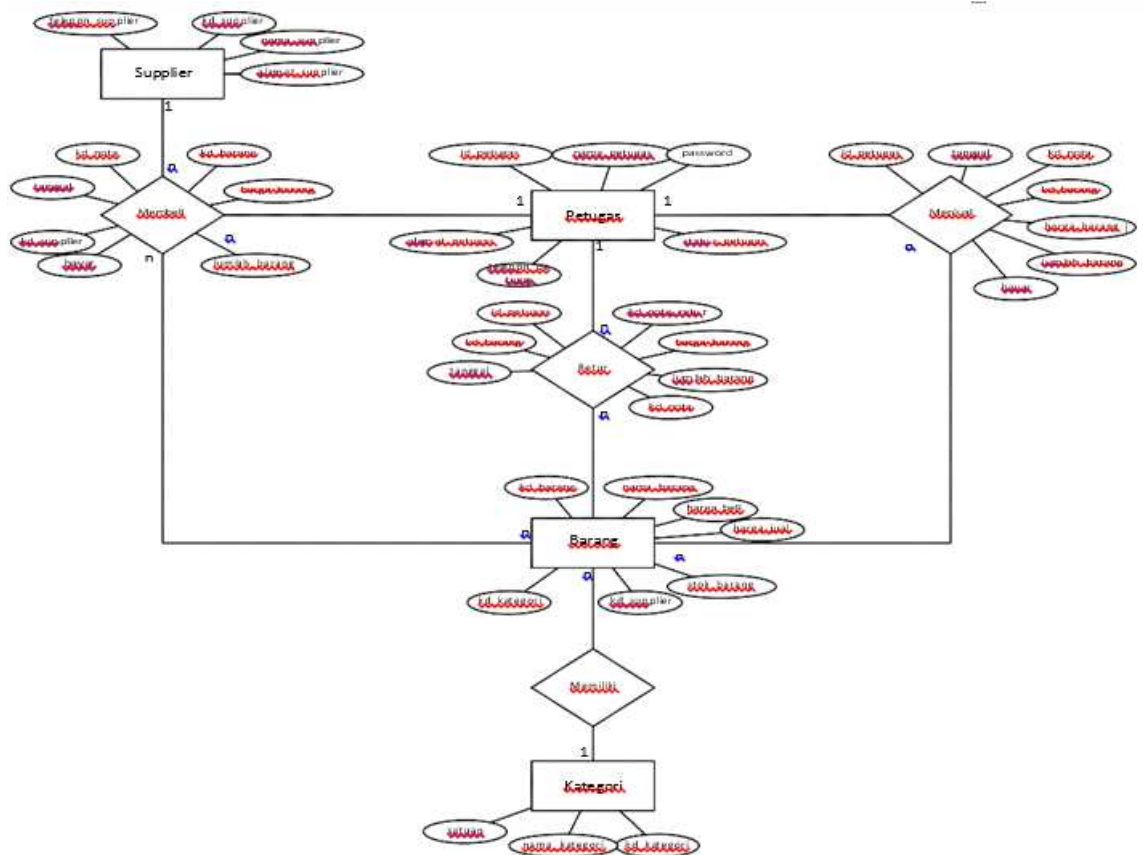 telepon_supplier
kd_supplier
nama_supplier
alamat_supplier
Supplier
1
kd_nota
n
kd_barang
tanggal
harga_barang
Membeli
kd_supplier
bayar
n
n
jumlah_barang
id_petugas
nama_petugas
password
1
Petugas
1
alamat_petugas
1
id_petugas
n
kd_barang
harga_barang
tanggal
Retur
jumlah_barang
kd_nota
n
id_petugas
tanggal
kd_nota
kd_barang
Menjual
harga_barang
n
jumlah_barang
bayar
kd_barang
nama_barang
harga_beli
harga_jual
n
Barang
n
n
stok_barang
kd_kategori
kd_supplier
Memiliki
1
Kategori
satuan
nama_kategori
kd_kategori